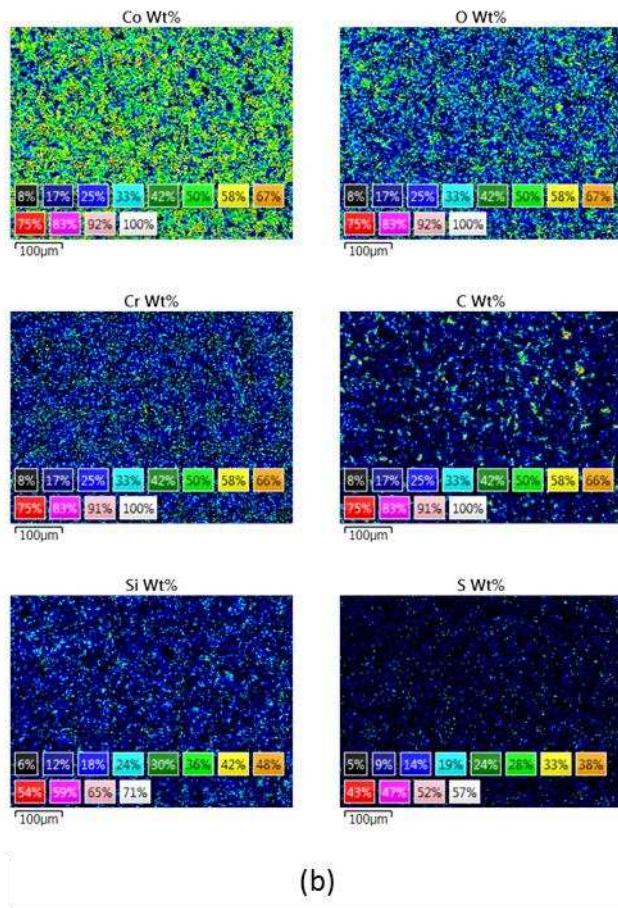 Co Wt%
8% 17% 25% 33% 42% 50% 58% 67%
75% 83% 92% 100%
100µm
O Wt%
8% 17% 25% 33% 42% 50% 58% 67%
75% 83% 92% 100%
100µm
Cr Wt%
8% 17% 25% 33% 42% 50% 58% 66%
75% 83% 91% 100%
100µm
C Wt%
8% 17% 25% 33% 42% 50% 58% 66%
75% 83% 91% 100%
100µm
Si Wt%
6% 12% 18% 24% 30% 36% 42% 48%
54% 59% 65% 71%
100µm
S Wt%
5% 9% 14% 19% 24% 28% 33% 38%
43% 47% 52% 57%
100µm
(b)